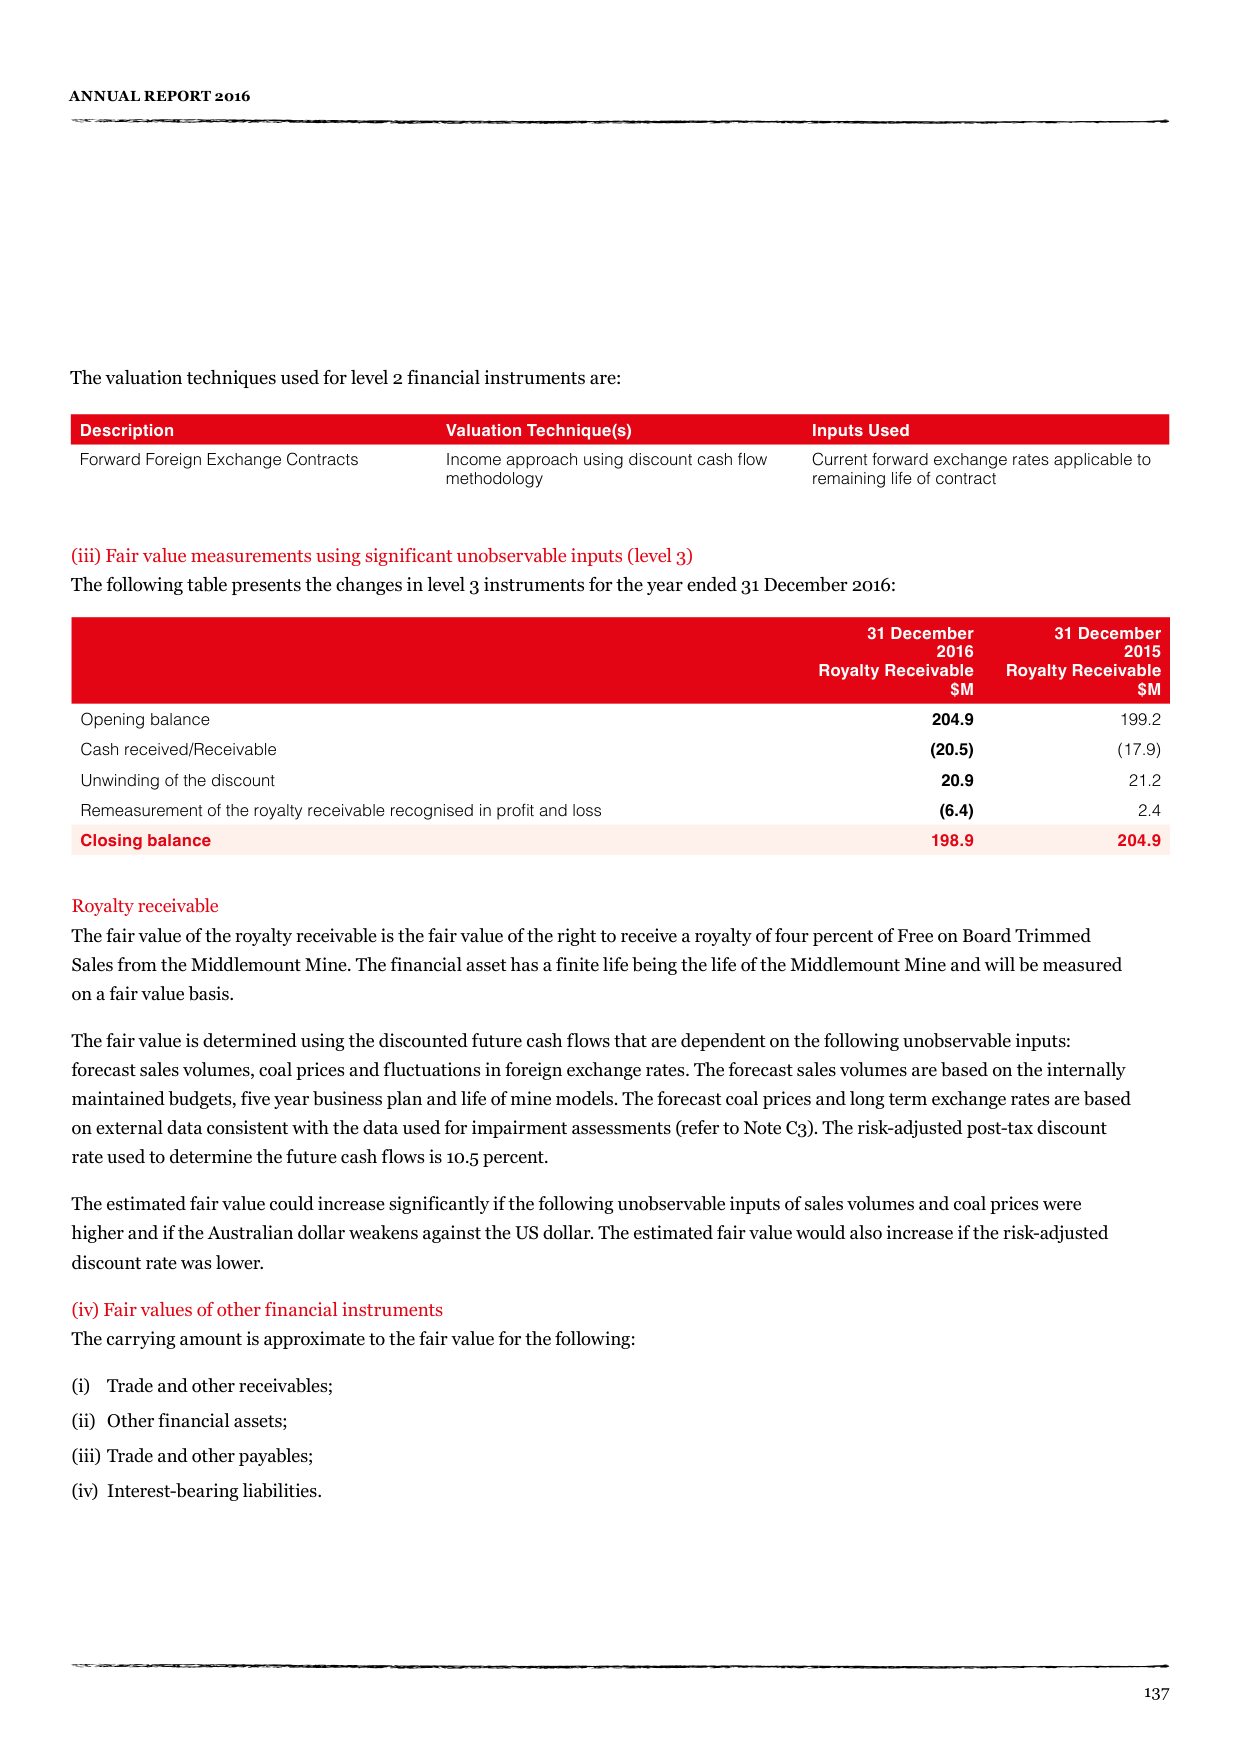 ANNUAL REPORT 2016
The valuation techniques used for level 2 financial instruments are:
Description Valuation Technique(s) Inputs Used
Forward Foreign Exchange Contracts Income approach using discount cash flow Current forward exchange rates applicable to
methodology remaining life of contract
(iii) Fair value measurements using significant unobservable inputs (level 3)
The following table presents the changes in level 3 instruments for the year ended 31 December 2016:
31 December 31 December
2016 2015
Royalty Receivable Royalty Receivable
$M $M
Opening balance 204.9 199.2
Cash received/Receivable (20.5) (17.9)
Unwinding of the discount 20.9 21.2
Remeasurement of the royalty receivable recognised in profit and loss (6.4) 2.4
Closing balance 198.9 204.9
Royalty receivable
The fair value of the royalty receivable is the fair value of the right to receive a royalty of four percent of Free on Board Trimmed
Sales from the Middlemount Mine. The financial asset has a finite life being the life of the Middlemount Mine and will be measured
on a fair value basis.
The fair value is determined using the discounted future cash flows that are dependent on the following unobservable inputs:
forecast sales volumes, coal prices and fluctuations in foreign exchange rates. The forecast sales volumes are based on the internally
maintained budgets, five year business plan and life of mine models. The forecast coal prices and long term exchange rates are based
on external data consistent with the data used for impairment assessments (refer to Note C3). The risk-adjusted post-tax discount
rate used to determine the future cash flows is 10.5 percent.
The estimated fair value could increase significantly if the following unobservable inputs of sales volumes and coal prices were
higher and if the Australian dollar weakens against the US dollar. The estimated fair value would also increase if the risk-adjusted
discount rate was lower.
(iv) Fair values of other financial instruments
The carrying amount is approximate to the fair value for the following:
(i) Trade and other receivables;
(ii) Other financial assets;
(iii) Trade and other payables;
(iv) Interest-bearing liabilities.
137